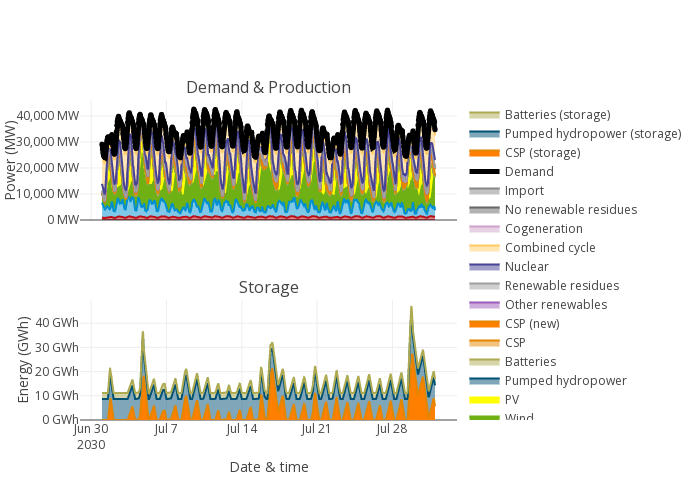 Demand & Production
Power (MW)
40,000 MW
30,000 MW
20,000 MW
10,000 MW
0 MW
Storage
Energy (GWh)
40 GWh
30 GWh
20 GWh
10 GWh
0 GWh
Jun 30
2030
Jul 7
Jul 14
Jul 21
Jul 28
Date & time
Batteries (storage)
Pumped hydropower (storage)
CSP (storage)
Demand
Import
No renewable residues
Cogeneration
Combined cycle
Nuclear
Renewable residues
Other renewables
CSP (new)
CSP
Batteries
Pumped hydropower
PV
Wind